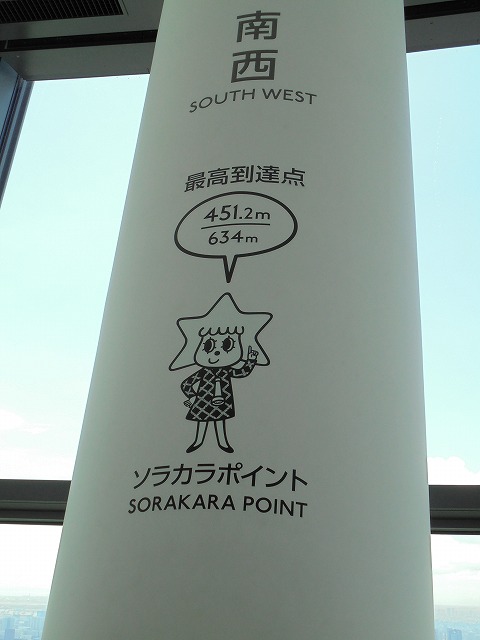 南
西
SOUTH WEST
最高到達点
451.2m
634m
ソラカラポイント
SORAKARA POINT